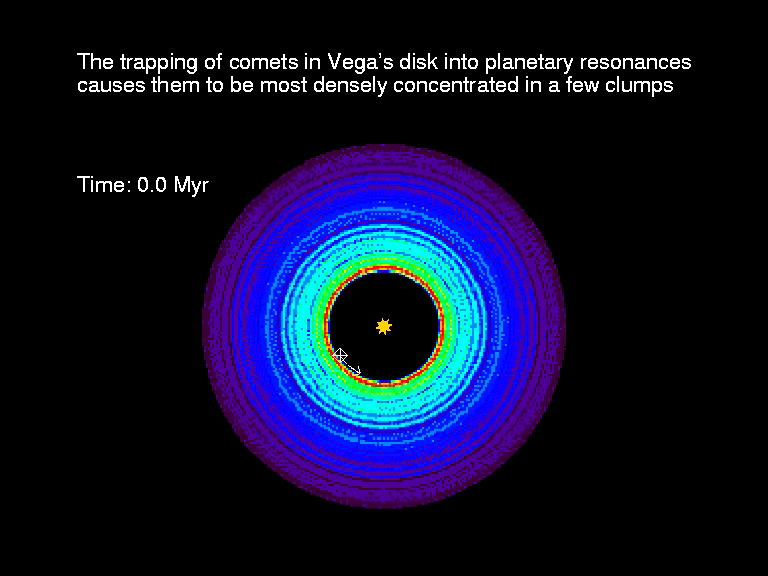 The trapping of comets in Vega's disk into planetary resonances
causes them to be most densely concentrated in a few clumps
Time: 0.0 Myr